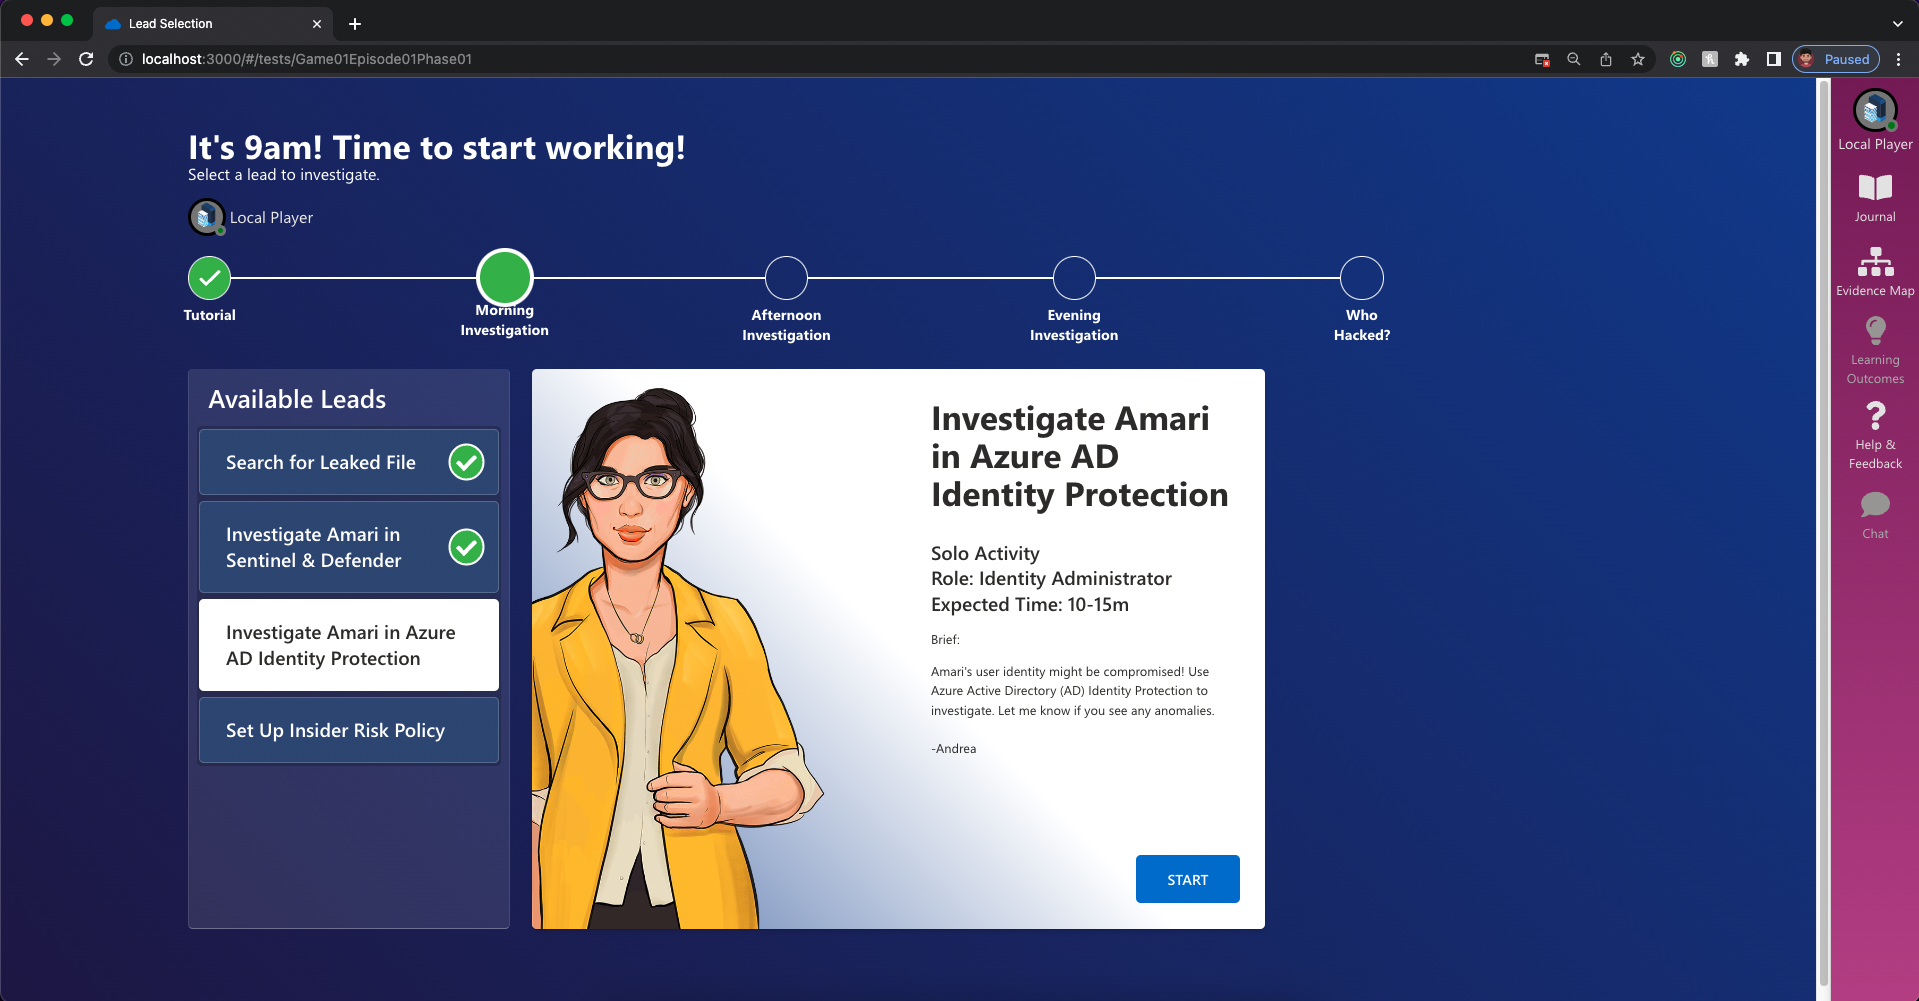 Lead Selection
localhost:3000/#/tests/Game01Episode01Phase01
Paused
It's 9am! Time to start working!
Select a lead to investigate.
Local Player
Tutorial
Morning
Investigation
Afternoon
Investigation
Evening
Investigation
Who
Hacked?
Available Leads
Search for Leaked File
Investigate Amari in
Sentinel & Defender
Investigate Amari in Azure
AD Identity Protection
Set Up Insider Risk Policy
Investigate Amari
in Azure AD
Identity Protection
Solo Activity
Role: Identity Administrator
Expected Time: 10-15m
Brief:
Amari's user identity might be compromised! Use
Azure Active Directory (AD) Identity Protection to
investigate. Let me know if you see any anomalies.
-Andrea
START
Local Player
Journal
Evidence Map
Learning
Outcomes
Help &
Feedback
Chat